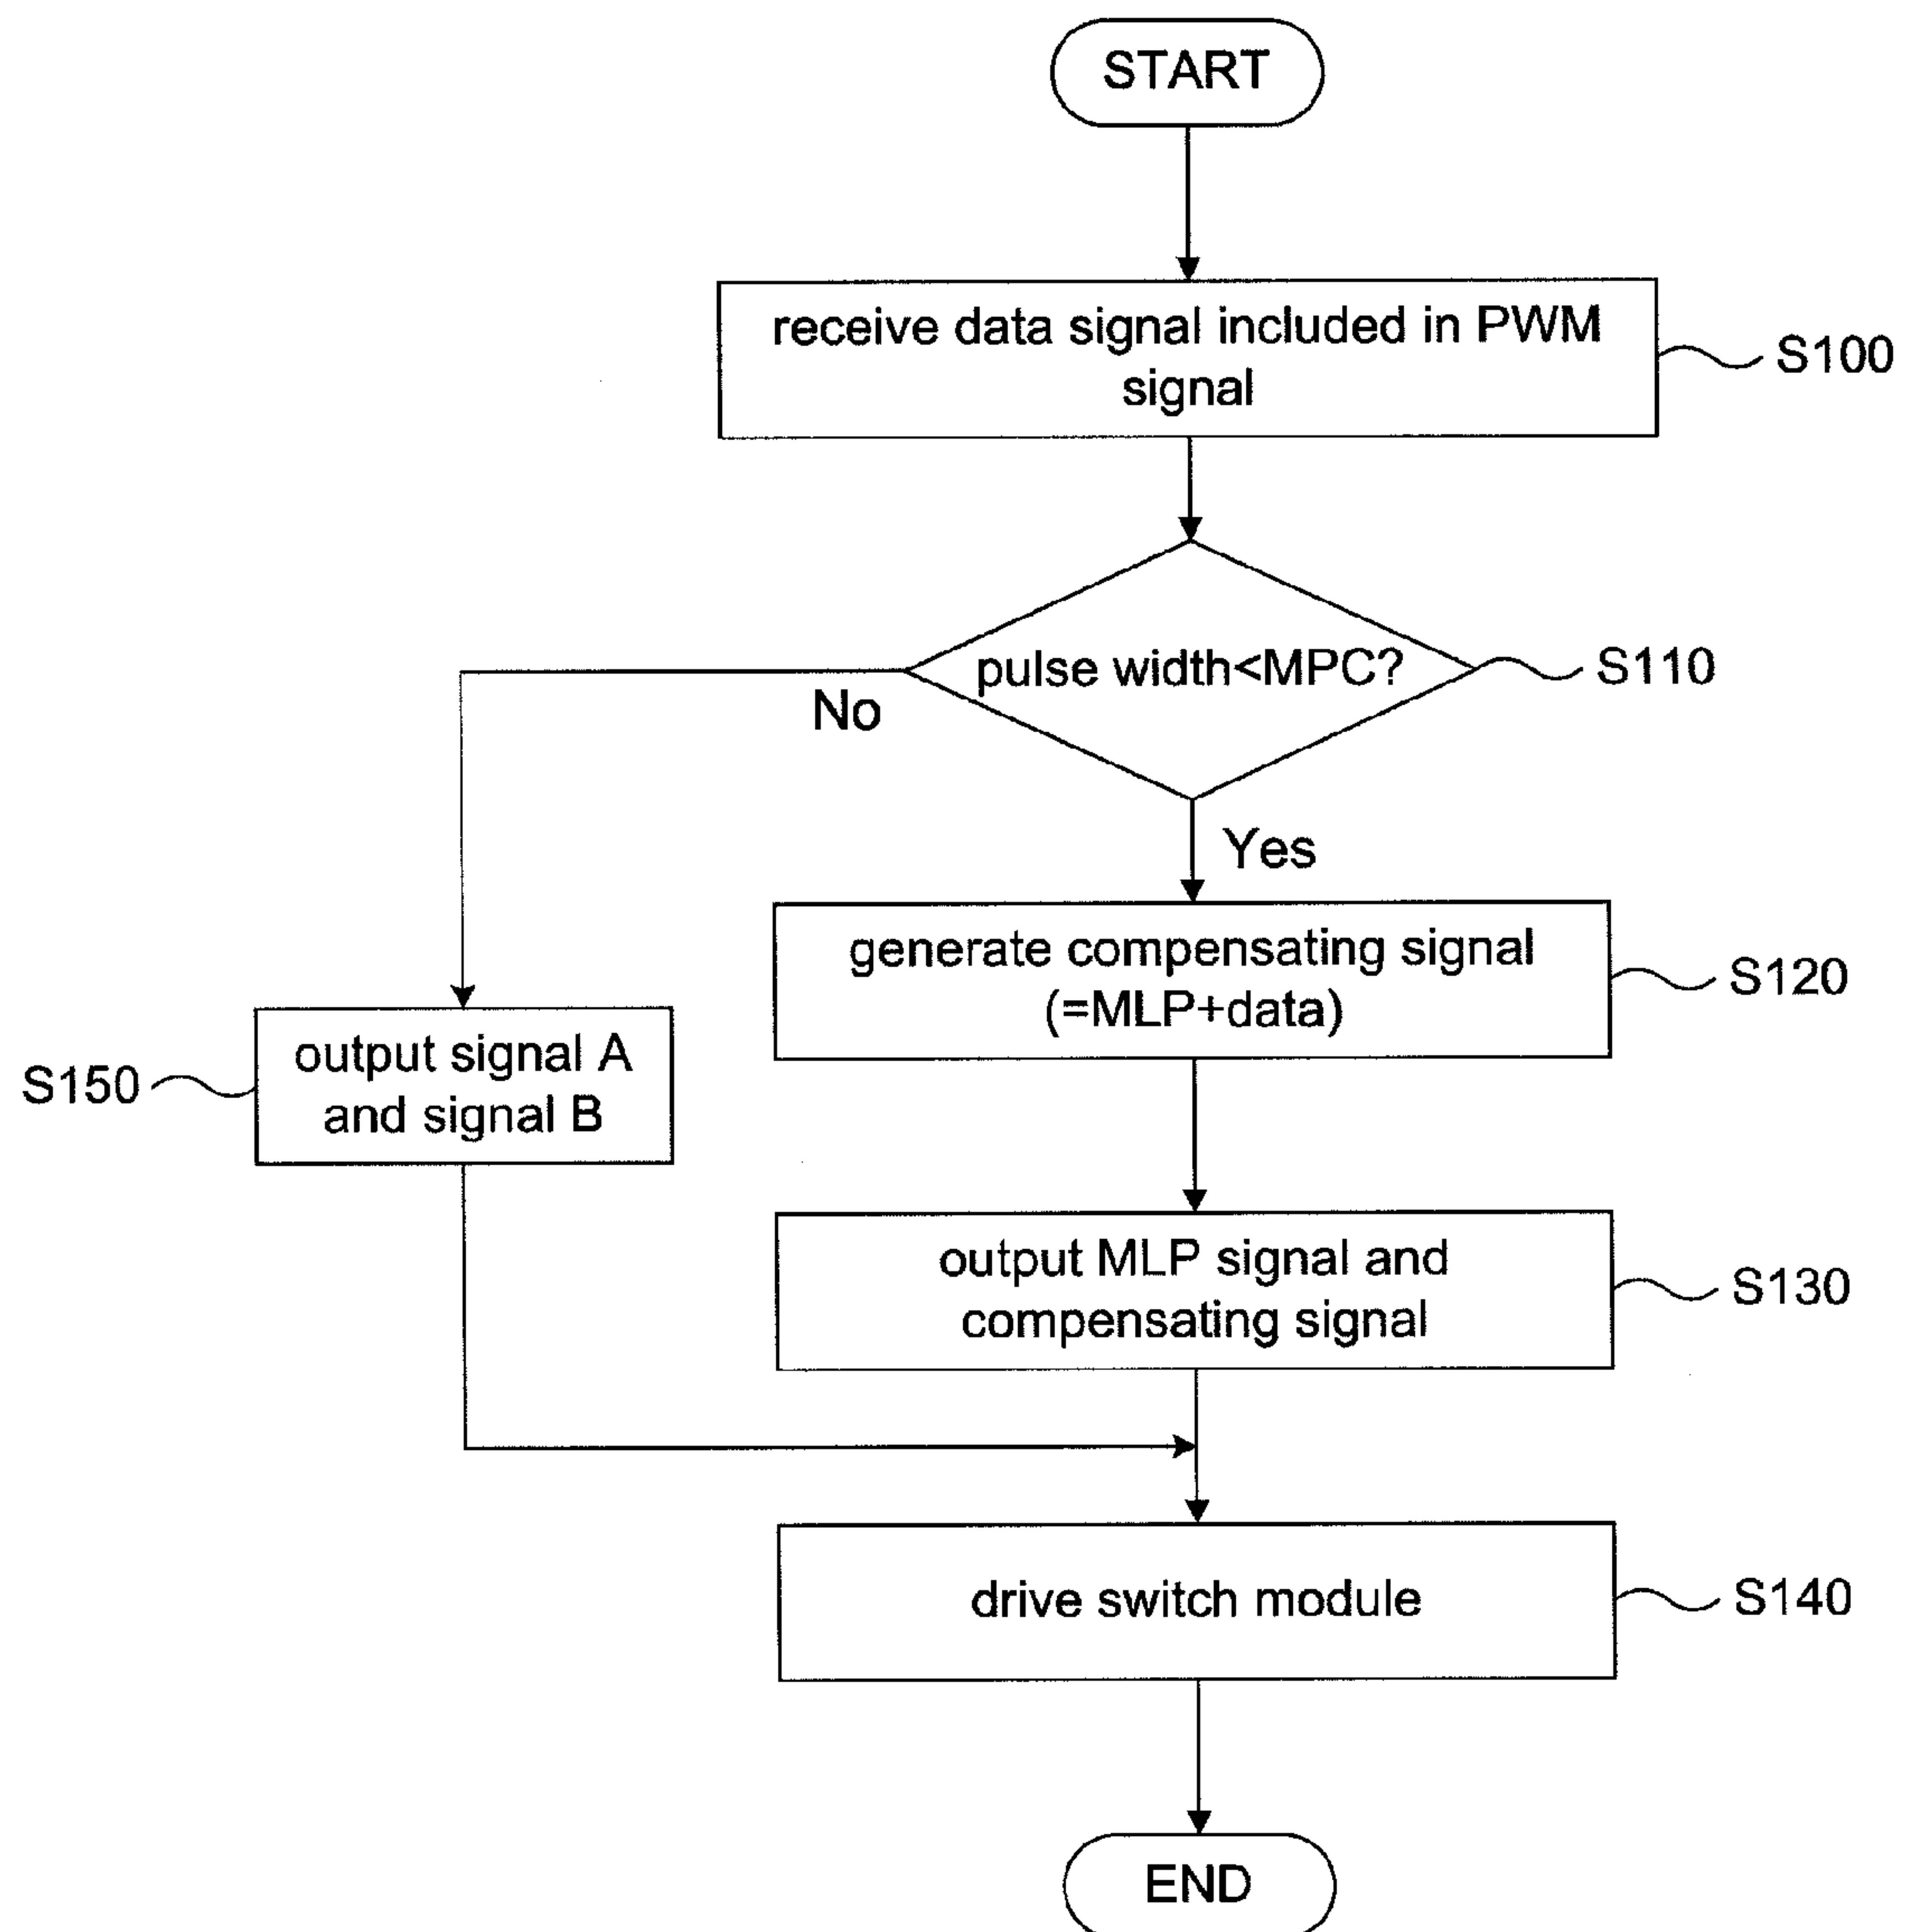 START
receive data signal included in PWM
signal
S100
pulse width<MPC?
S110
No
Yes
generate compensating signal
(=MLP+data)
S120
output signal A
and signal B
S150
output MLP signal and
compensating signal
S130
drive switch module
S140
END